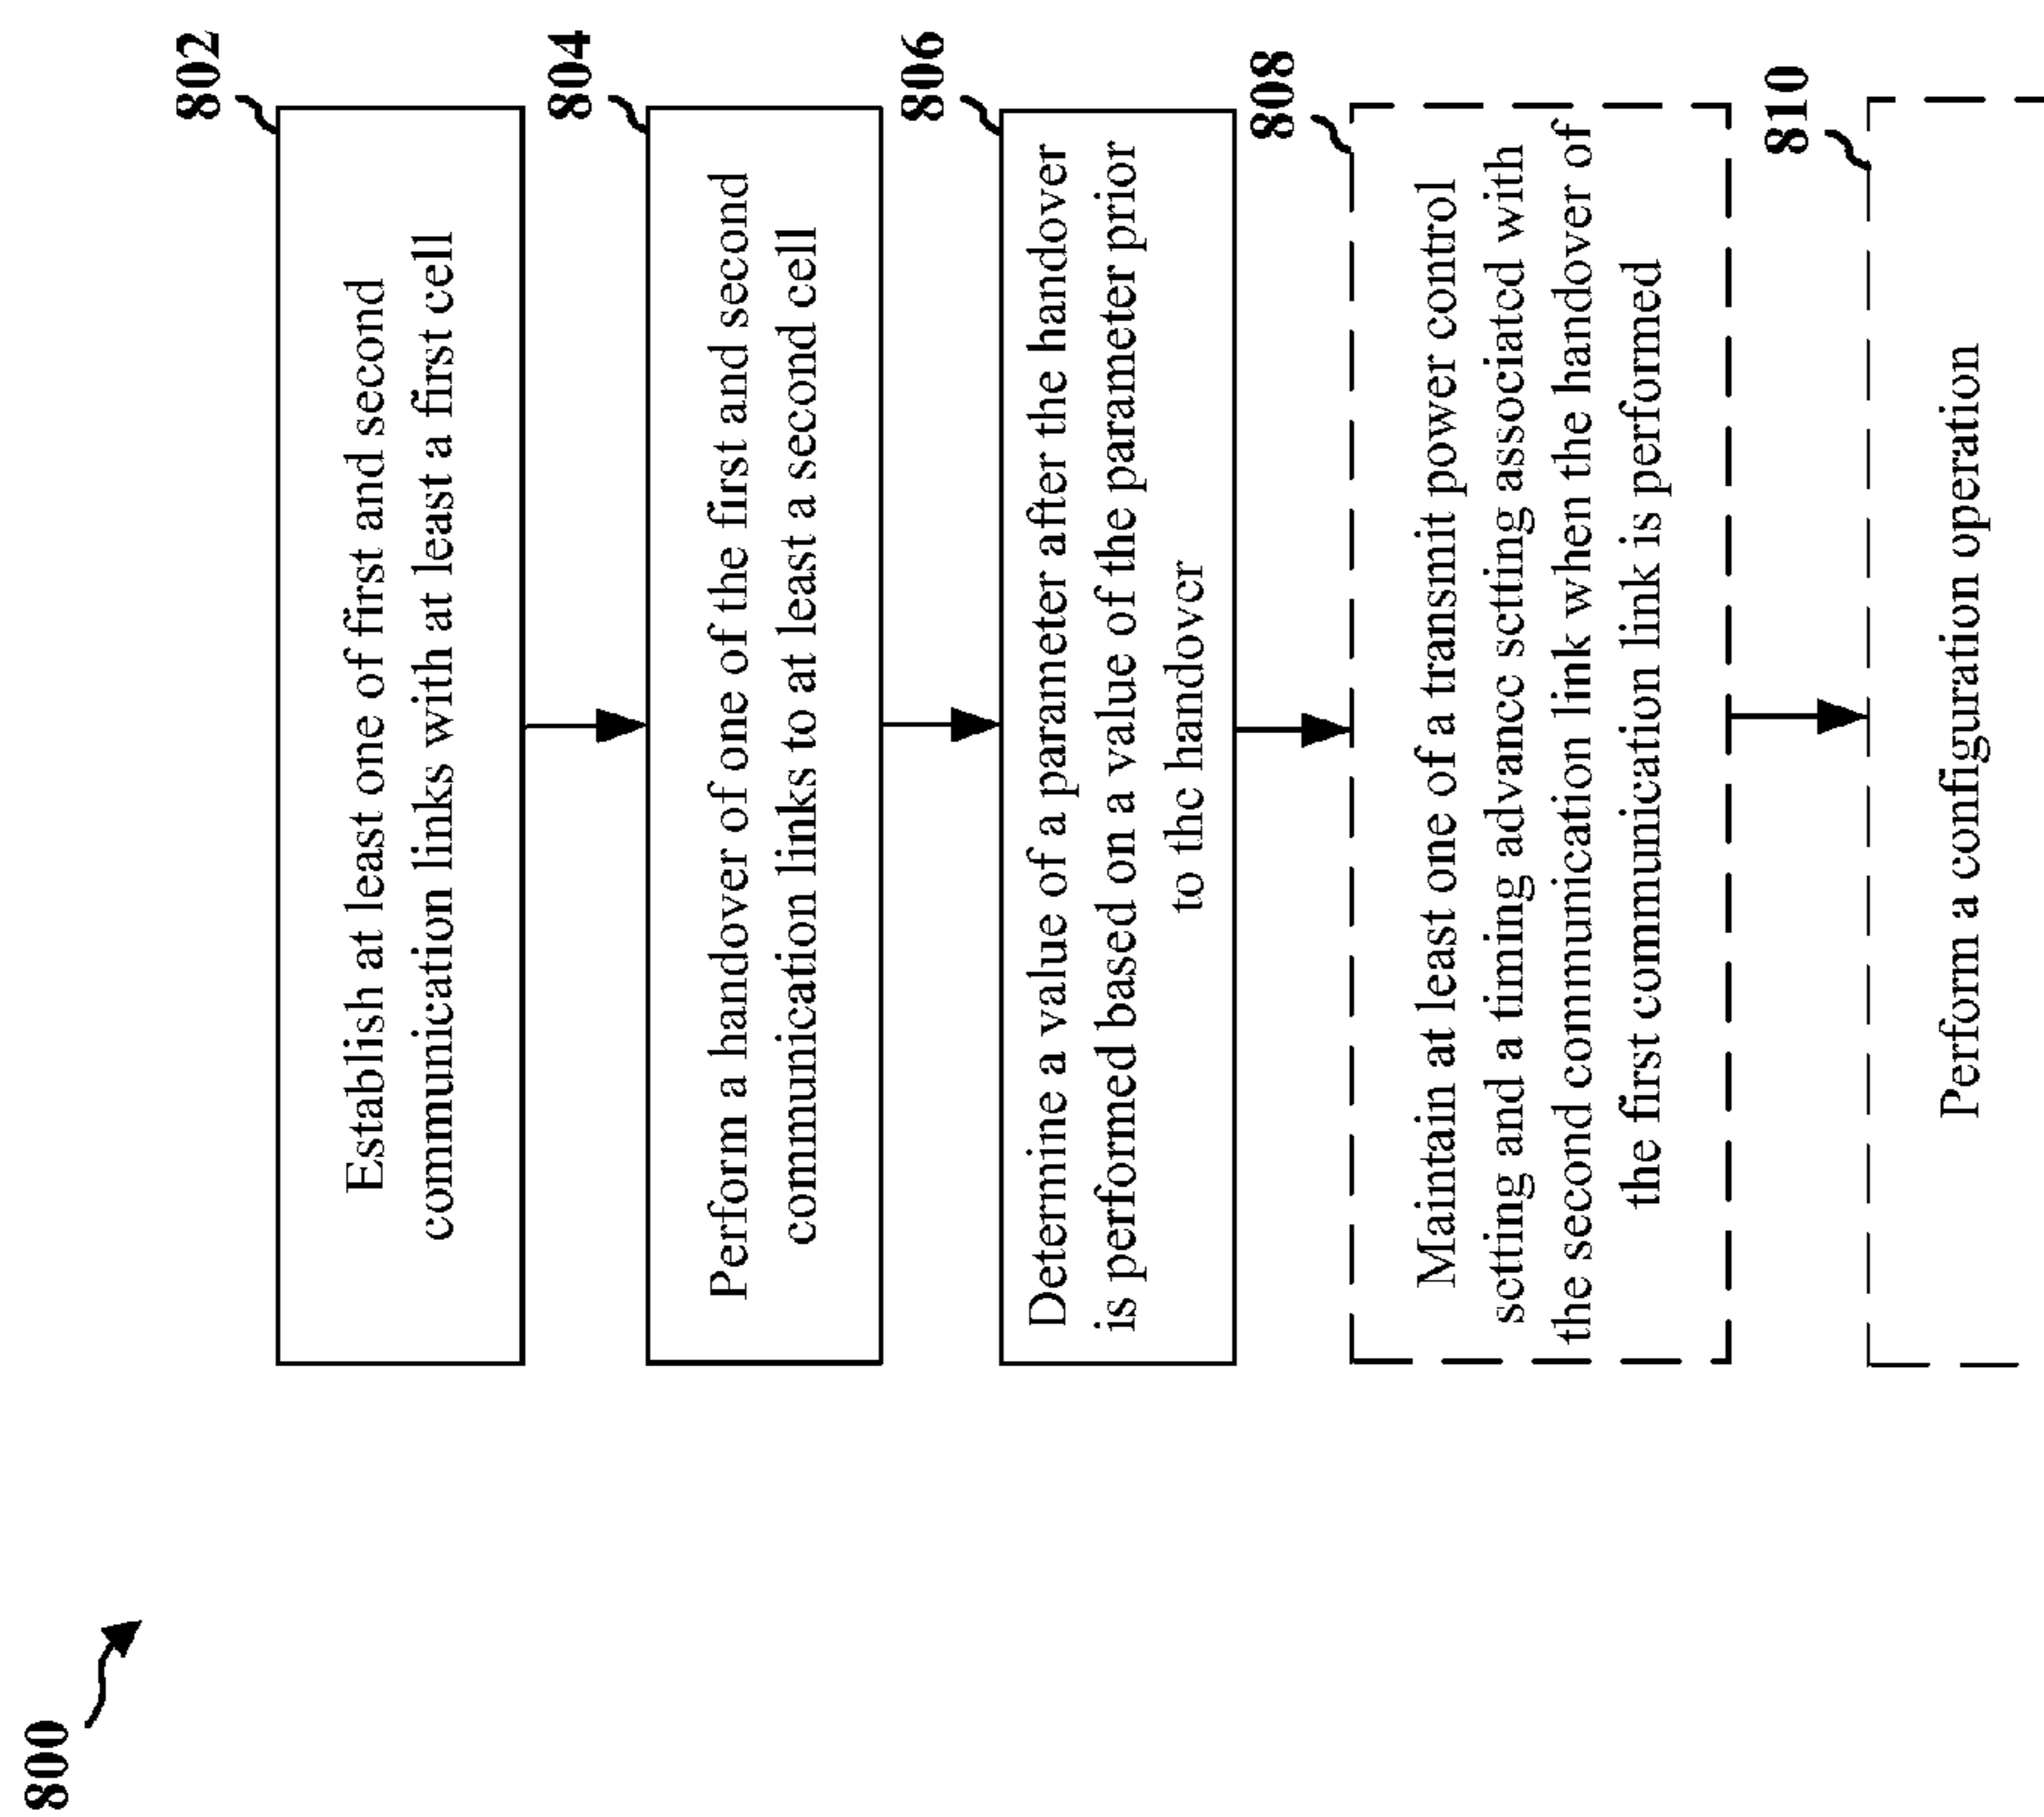 800
802
Establish at least one of first and second
communication links with at least a first cell
804
Perform a handover of one of the first and second
communication links to at least a second cell
806
Determine a value of a parameter after the handover
is performed based on a value of the parameter prior
to the handover
808
Maintain at least one of a transmit power control
setting and a timing advance setting associated with
the second communication link when the handover of
the first communication link is performed
810
Perform a configuration operation